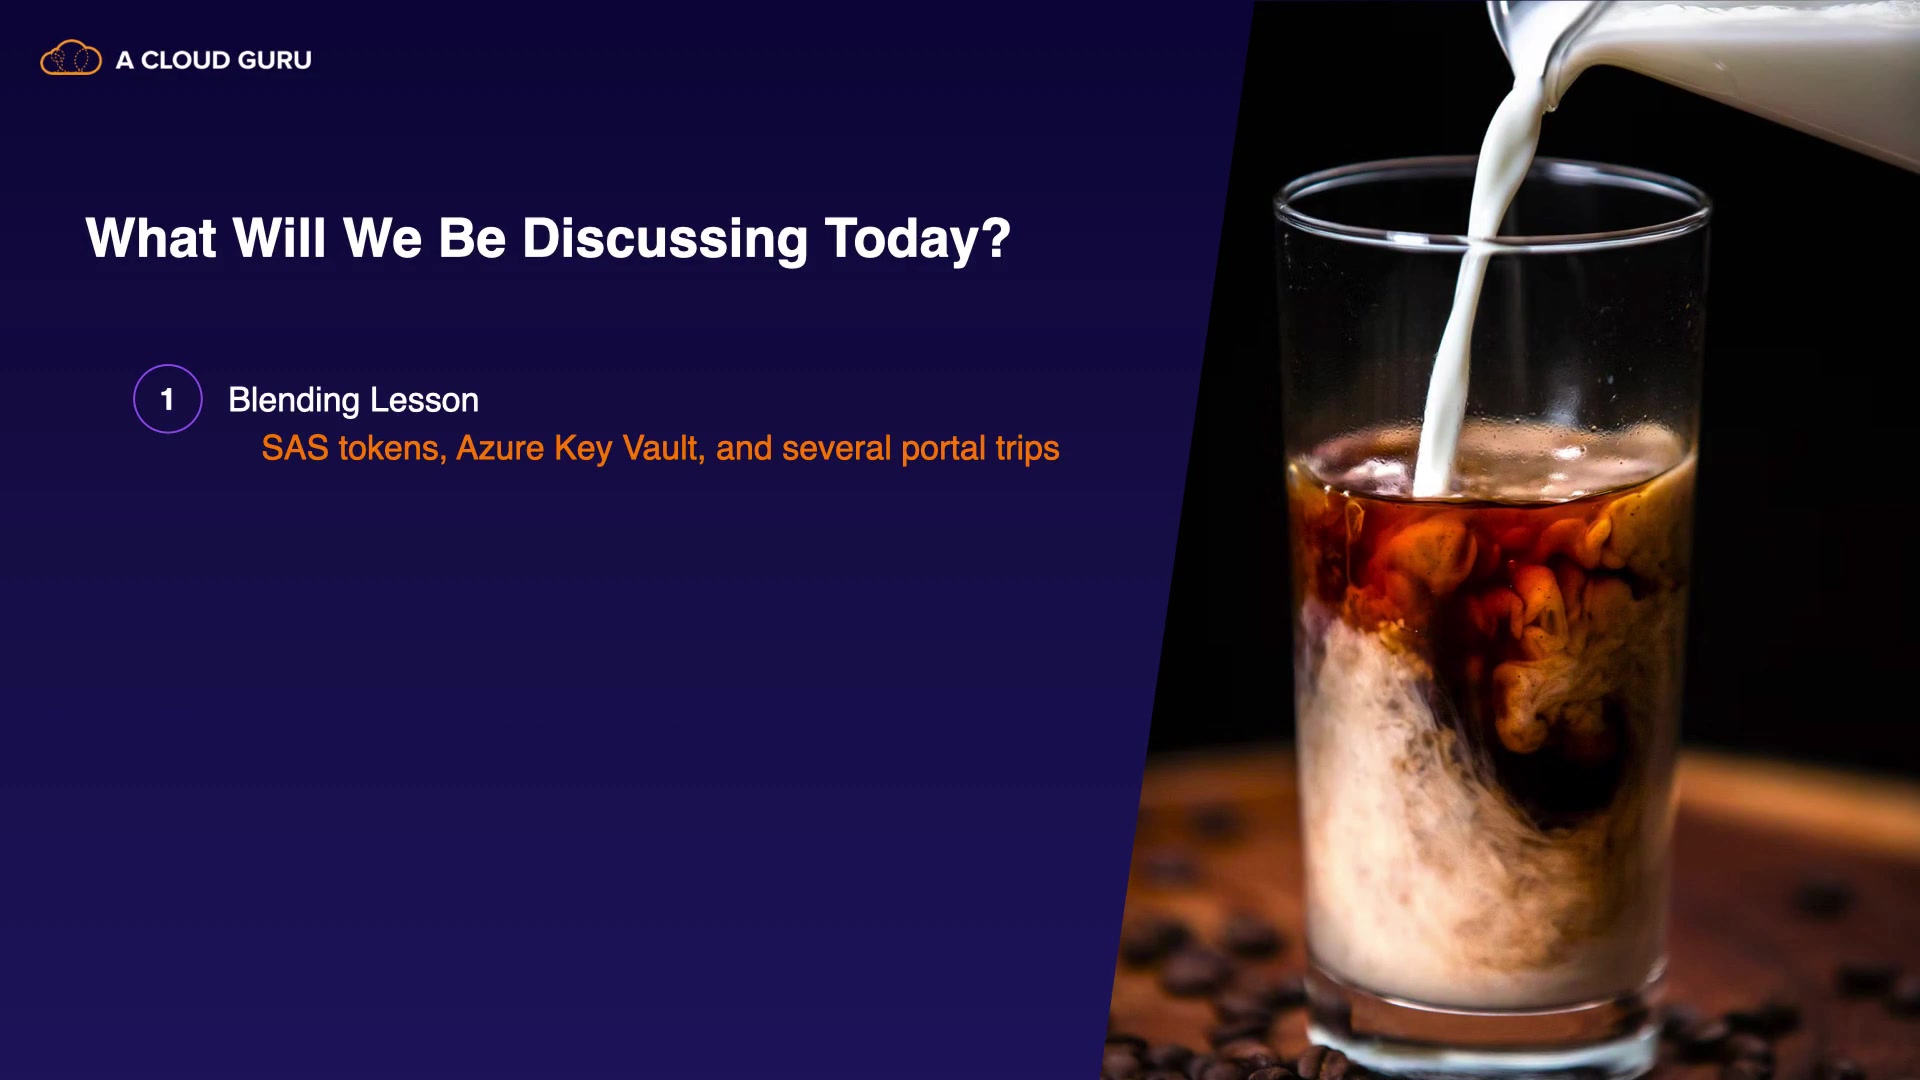 A CLOUD GURU
What Will We Be Discussing Today?
1 Blending Lesson
SAS tokens, Azure Key Vault, and several portal trips